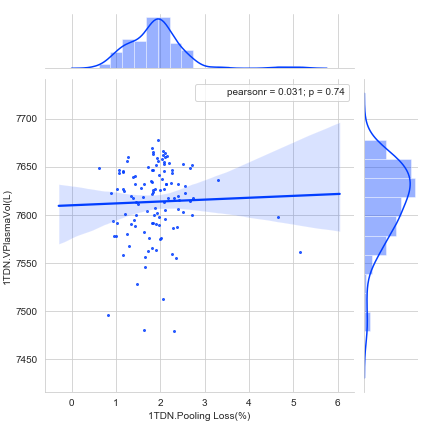 pearsonr = 0.031; p = 0.74
7700
7650
7600
7550
7500
7450
1TDN.VPlasmaVol(L)
0 1 2 3 4 5 6
1TDN.Pooling Loss(%)